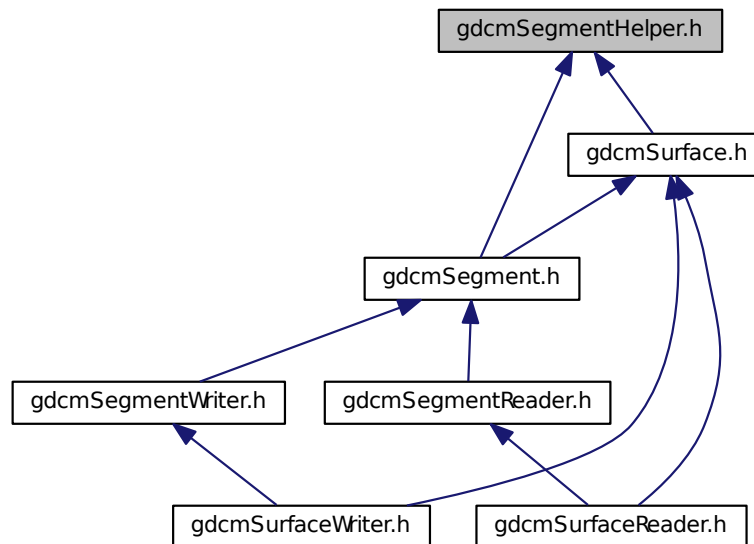 gdcmSegmentHelper.h
gdcmSurface.h
gdcmSegment.h
gdcmSegmentWriter.h
gdcmSegmentReader.h
gdcmSurfaceWriter.h
gdcmSurfaceReader.h